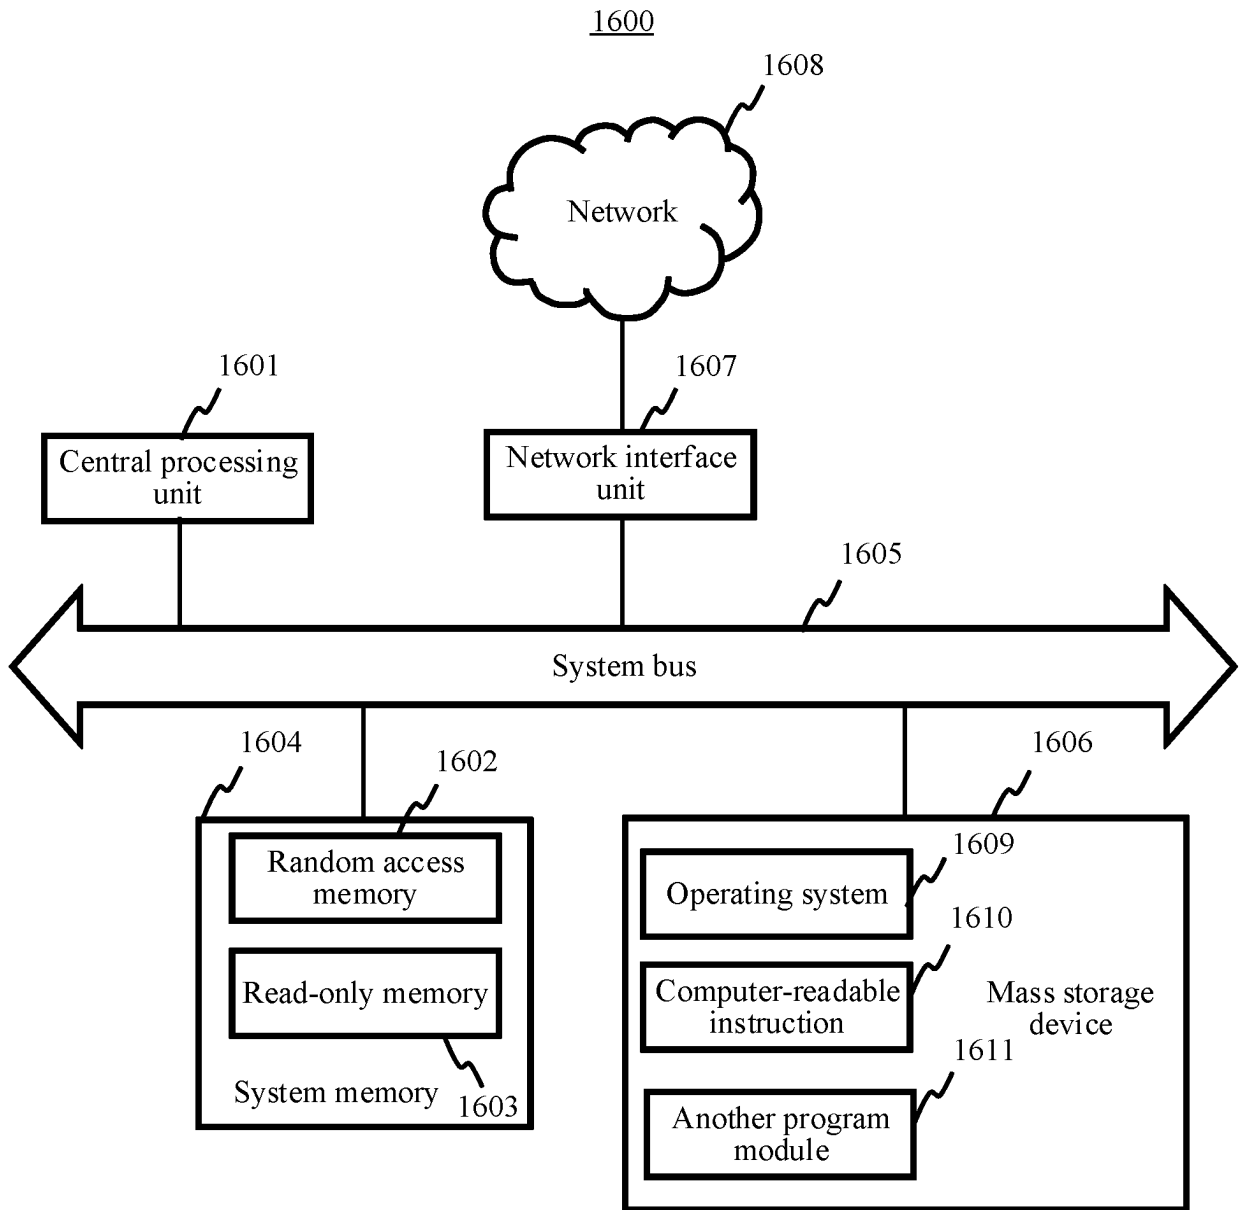 1600
1608
Network
1601
1607
Central processing
unit
Network interface
unit
1605
System bus
1604
1602
1606
Random access
memory
1609
Operating system
1610
Read-only memory
Computer-readable
instruction
Mass storage
device
1611
System memory
1603
Another program
module